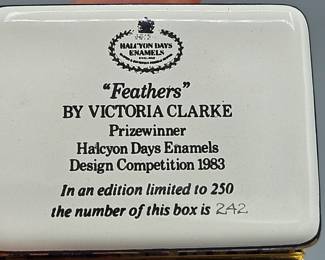 HALCYON DAYS
ENAMELS
"Feathers"
BY VICTORIA CLARKE
Prizewinner
Halcyon Days Enamels
Design Competition 1983
In an edition limited to 250
the number of this box is 242